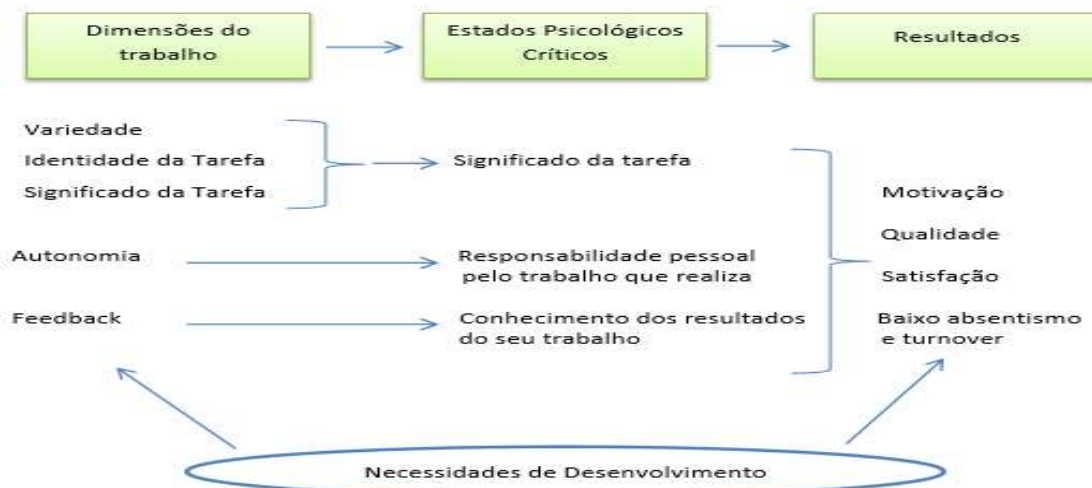 Dimensões do
trabalho
Estados Psicológicos
Críticos
Resultados
Variedade
Identidade da Tarefa
Significado da Tarefa
Significado da tarefa
Autonomia
Responsabilidade pessoal
pelo trabalho que realiza
Feedback
Conhecimento dos resultados
do seu trabalho
Motivação
Qualidade
Satisfação
Baixo absentismo
e turnover
Necessidades de Desenvolvimento